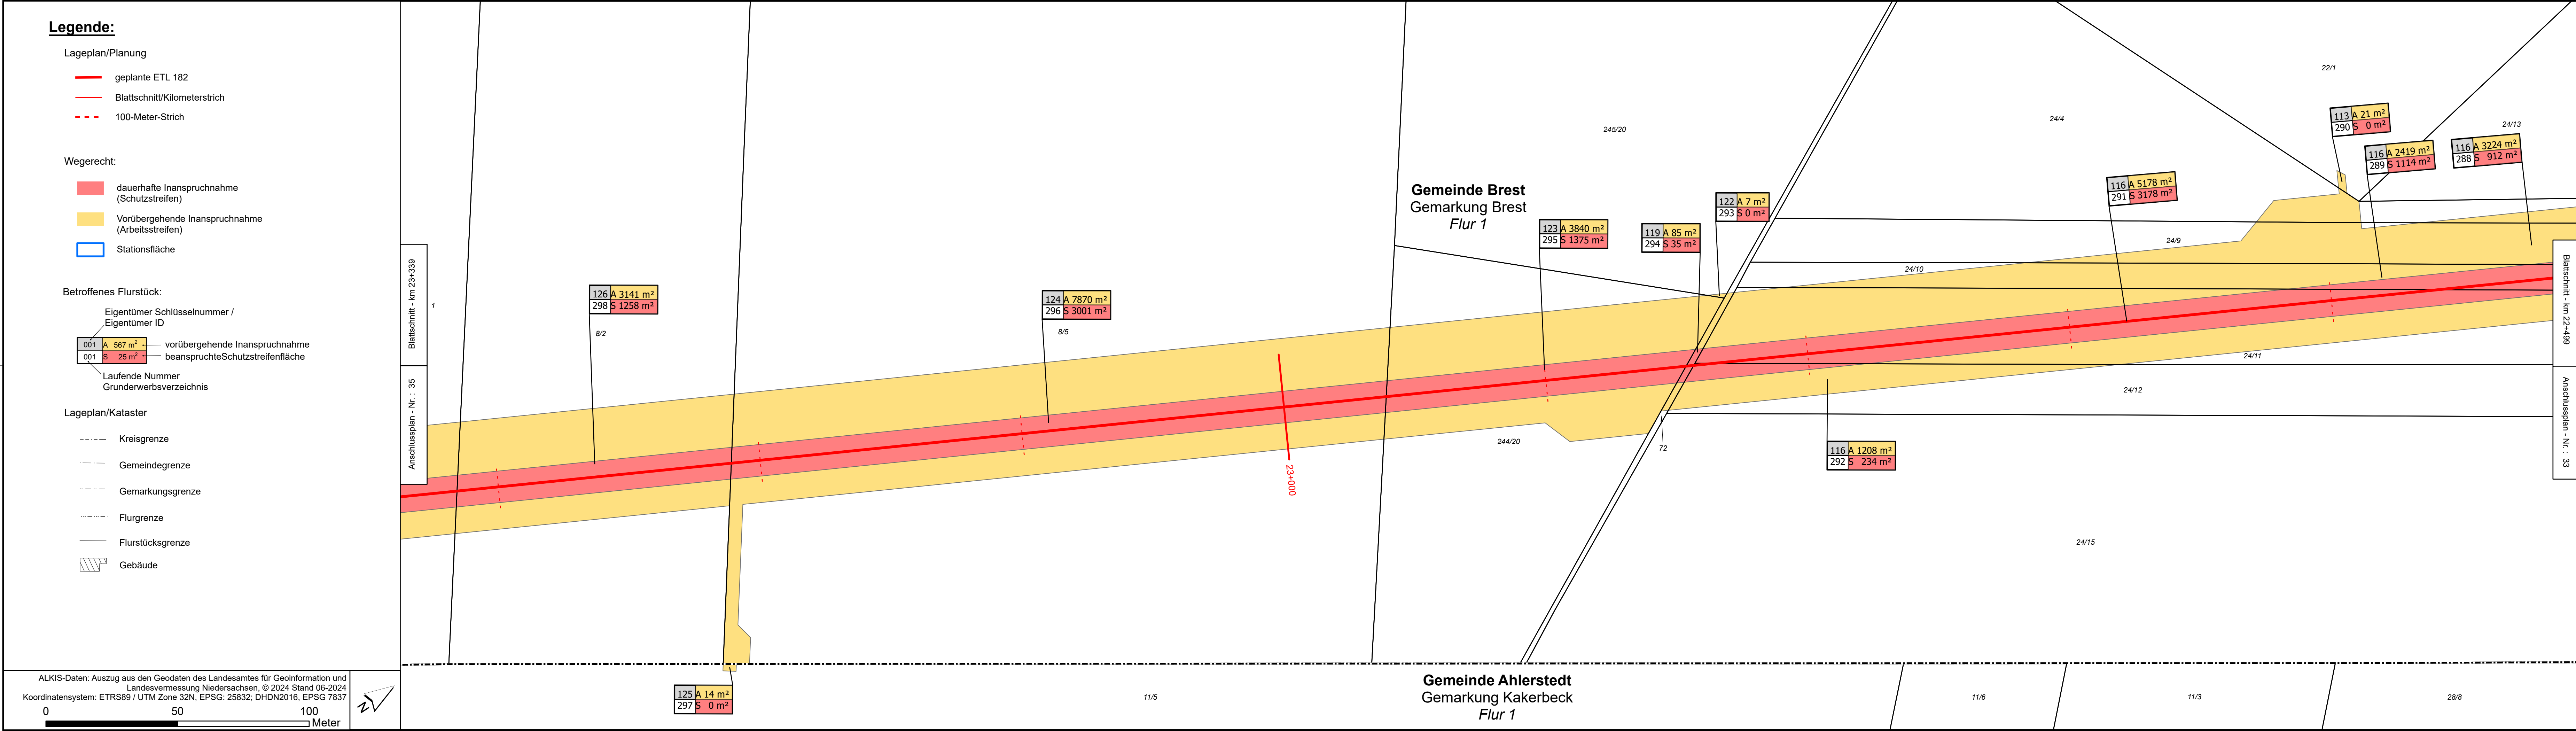 Legende:
Lageplan/Planung
geplante ETL 182
Blattschnitt/Kilometerstrich
100-Meter-Strich
Wegerecht:
dauerhafte Inanspruchnahme
(Schutzstreifen)
Vorübergehende Inanspruchnahme
(Arbeitsstreifen)
Stationsfläche
Betroffenes Flurstück:
Eigentümer Schlüsselnummer /
Eigentümer ID
001 A 567 m² vorübergehende Inanspruchnahme
001 S 25 m² beanspruchteSchutzstreifenfläche
Laufende Nummer
Grunderwerbsverzeichnis
Lageplan/Kataster
Kreisgrenze
Gemeindegrenze
Gemarkungsgrenze
Flurgrenze
Flurstücksgrenze
Gebäude
ALKIS-Daten: Auszug aus den Geodaten des Landesamtes für Geoinformation und
Landesvermessung Niedersachsen, © 2024 Stand 06-2024
Koordinatensystem: ETRS89 / UTM Zone 32N, EPSG: 25832; DHDN2016, EPSG 7837
0 50 100
Meter
N
Blattschnitt - km 23+339
Anschlussplan - Nr. : 35
1
126 A 3141 m²
298 S 1258 m²
8/2
125 A 14 m²
297 S 0 m²
124 A 7870 m²
296 S 3001 m²
8/5
23+000
11/5
Gemeinde Brest
Gemarkung Brest
Flur 1
245/20
123 A 3840 m²
295 S 1375 m²
119 A 85 m²
294 S 35 m²
122 A 7 m²
293 S 0 m²
244/20
72
Gemeinde Ahlerstedt
Gemarkung Kakerbeck
Flur 1
116 A 1208 m²
292 S 234 m²
24/4
24/10
24/9
116 A 5178 m²
291 S 3178 m²
22/1
113 A 21 m²
290 S 0 m²
116 A 2419 m²
289 S 1114 m²
24/13
116 A 3224 m²
288 S 912 m²
24/11
24/12
24/15
11/6
11/3
28/8
Blattschnitt - km 22+499
Anschlussplan - Nr. : 33